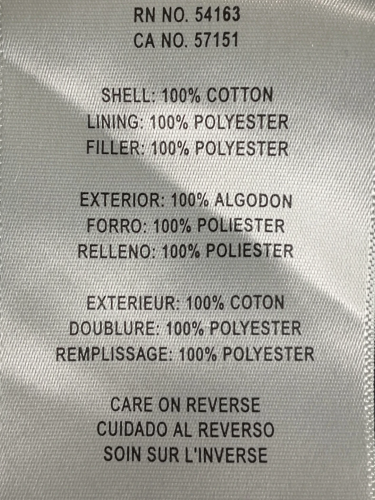 RN NO. 54163
CA NO. 57151
SHELL: 100% COTTON
LINING: 100% POLYESTER
FILLER: 100% POLYESTER
EXTERIOR: 100% ALGODON
FORRO: 100% POLIESTER
RELLENO: 100% POLIESTER
EXTERIEUR: 100% COTON
DOUBLURE: 100% POLYESTER
REMPLISSAGE: 100% POLYESTER
CARE ON REVERSE
CUIDADO AL REVERSO
SOIN SUR L'INVERSE